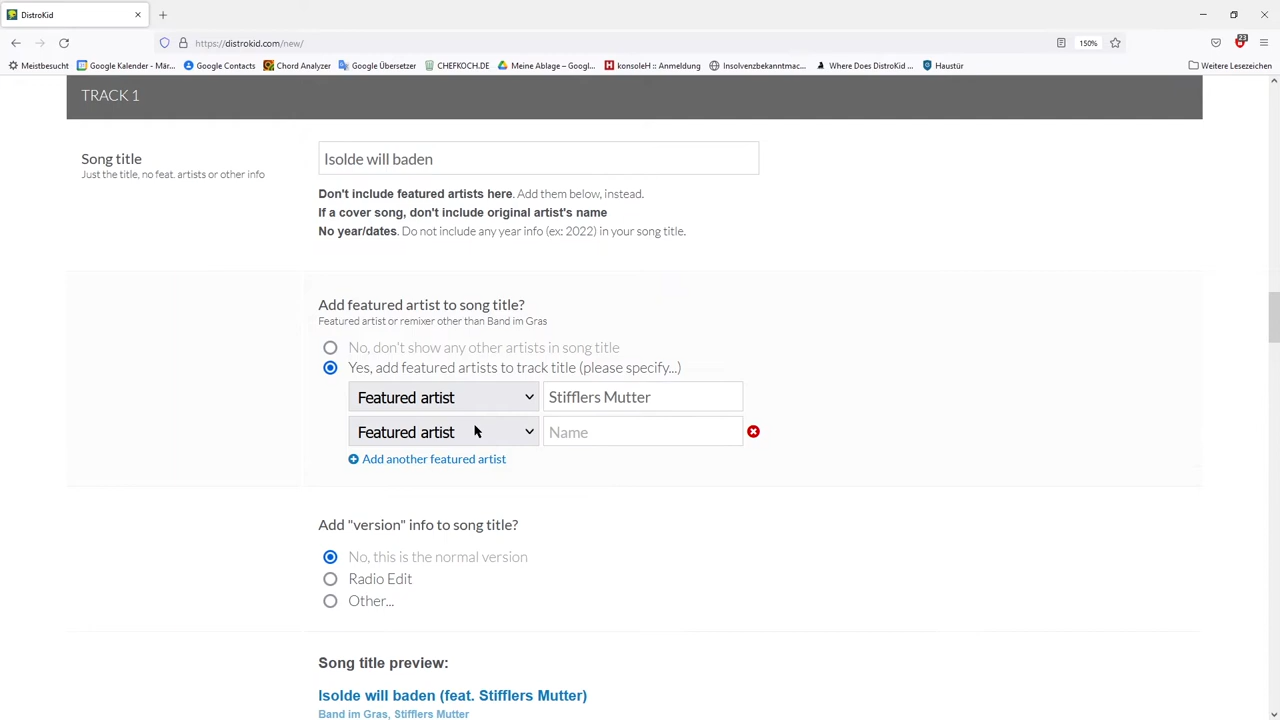 DistroKid
https://distrokid.com/new/
150%
23
Meistbesucht
Google Kalender - Mär...
Google Contacts
Chord Analyzer
Google Übersetzer
CHEFKOCH.DE
Meine Ablage – Googl...
konsoleH :: Anmeldung
Insolvenzbekanntmac...
Where Does DistroKid ...
Haustür
Weitere Lesezeichen
TRACK 1
Song title
Just the title, no feat. artists or other info
Isolde will baden
Don't include featured artists here. Add them below, instead.
If a cover song, don't include original artist's name
No year/dates. Do not include any year info (ex: 2022) in your song title.
Add featured artist to song title?
Featured artist or remixer other than Band im Gras
No, don't show any other artists in song title
Yes, add featured artists to track title (please specify...)
Featured artist
Stifflers Mutter
Featured artist
Name
Add another featured artist
Add "version" info to song title?
No, this is the normal version
Radio Edit
Other...
Song title preview:
Isolde will baden (feat. Stifflers Mutter)
Band im Gras, Stifflers Mutter